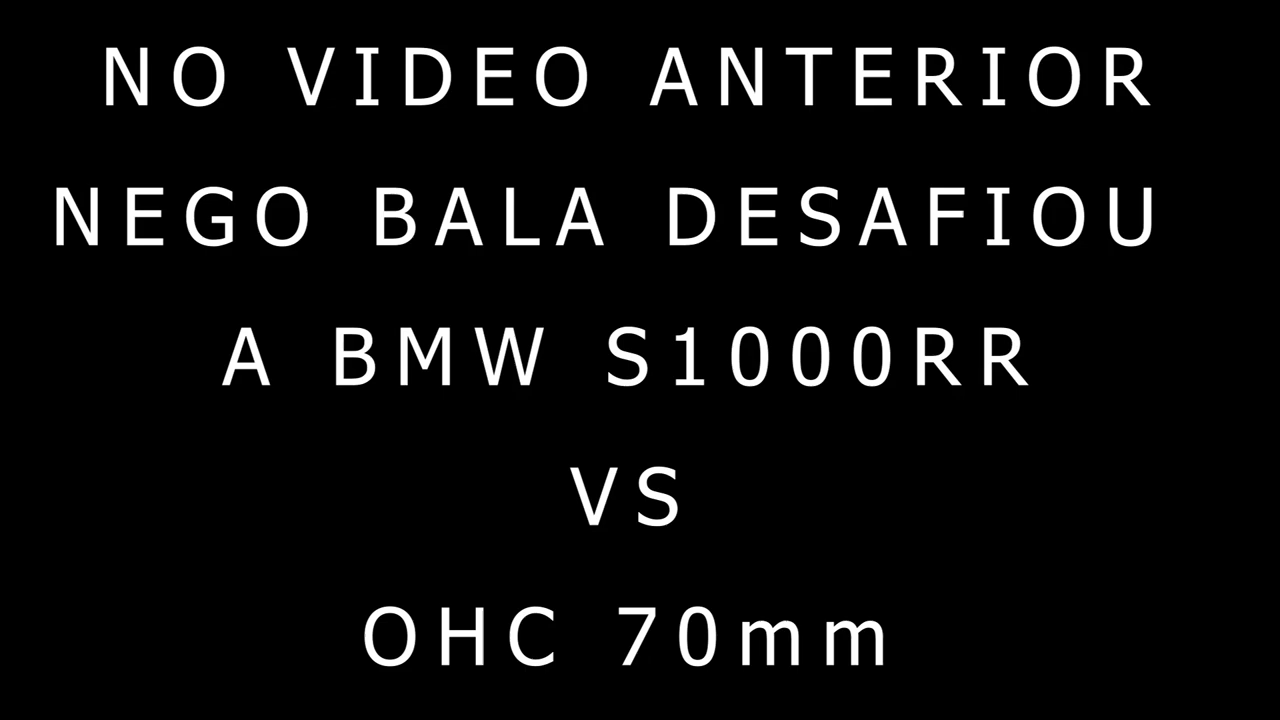 NO VIDEO ANTERIOR
NEGO BALA DESAFIOU
A BMW S1000RR
VS
OHC 70mm